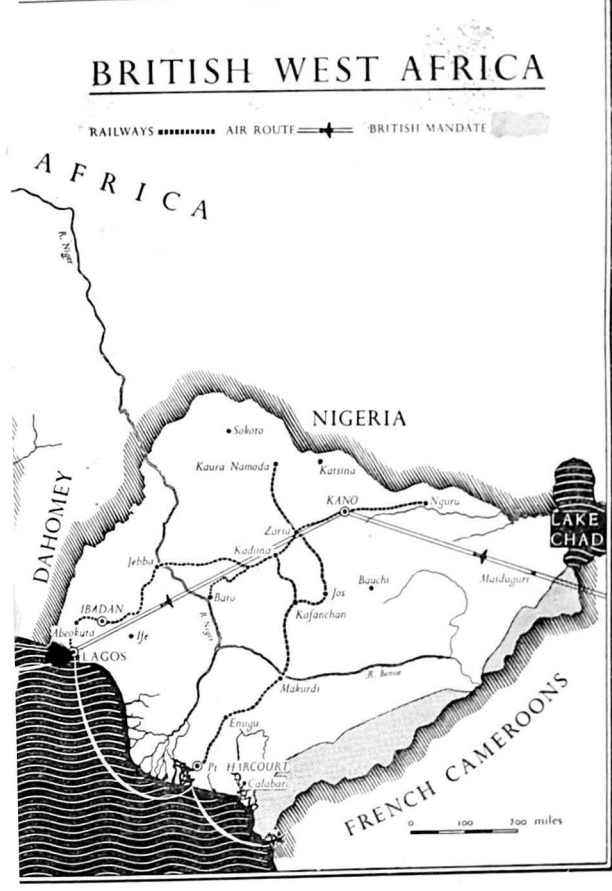 BRITISH WEST AFRICA
RAILWAYS AIR ROUTE BRITISH MANDATE
AFRICA
R. Niger
NIGERIA
Sokoto
Kaura Namoda
Katsina
KANO
Nguru
LAKE
CHAD
DAHOMEY
Zaria
Kaduna
Jebba
Maiduguri
Bauchi
Baro
Jos
IBADAN
Kafanchan
Abeokuta
Ife
R. Niger
LAGOS
R. Benue
Makurdi
Enugu
Pt HARCOURT
Calabar
FRENCH CAMEROONS
0 100 200 miles